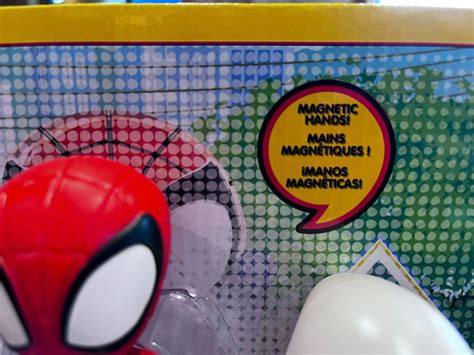 MAGNETIC
HANDS!
MAINS
MAGNÉTIQUES !
¡MANOS
MAGNÉTICAS!